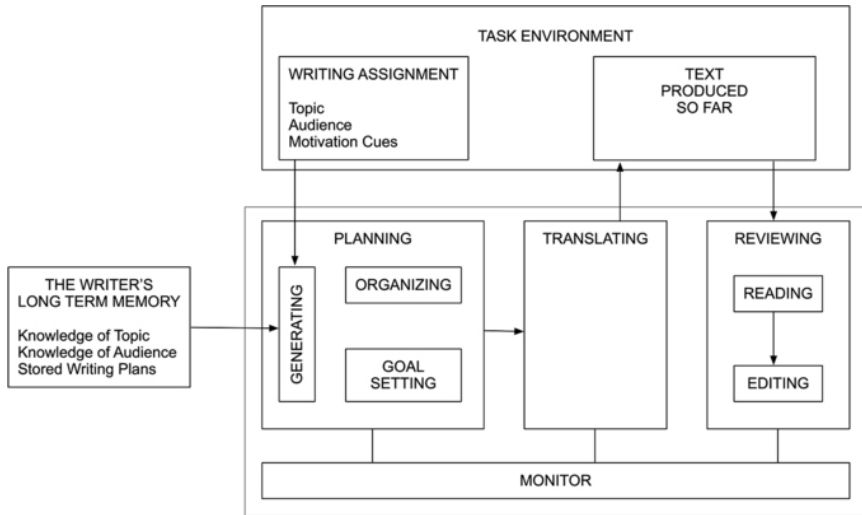 TASK ENVIRONMENT
WRITING ASSIGNMENT
Topic
Audience
Motivation Cues
TEXT
PRODUCED
SO FAR
THE WRITER'S
LONG TERM MEMORY
Knowledge of Topic
Knowledge of Audience
Stored Writing Plans
PLANNING
GENERATING
ORGANIZING
GOAL
SETTING
TRANSLATING
REVIEWING
READING
EDITING
MONITOR